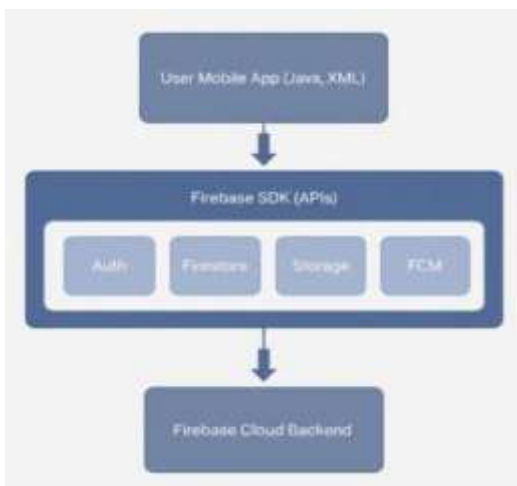 User Mobile App (Java, XML)
Firebase SDK (APIs)
Auth
Firestore
Storage
FCM
Firebase Cloud Backend